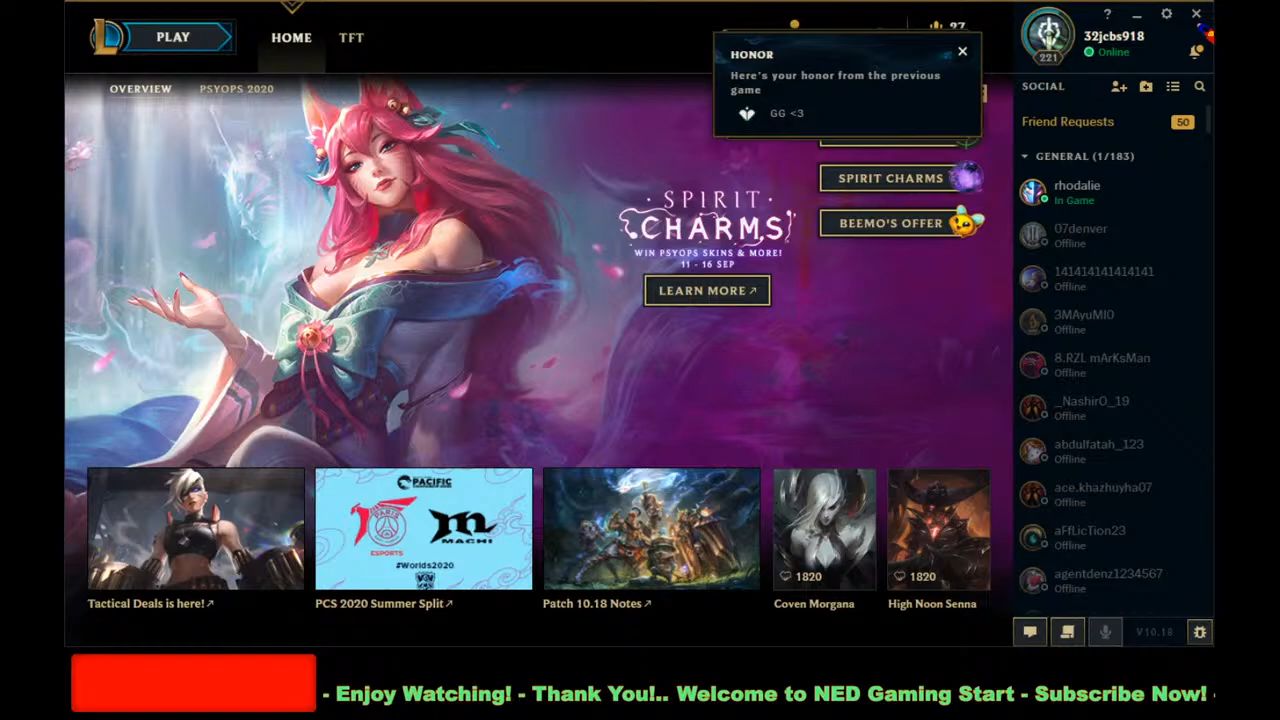 PLAY
HOME
TFT
27
OVERVIEW
PSYOPS 2020
HONOR
Here's your honor from the previous
game
GG <3
SPIRIT CHARMS
BEEMO'S OFFER
· SPIRIT ·
CHARMS
WIN PSYOPS SKINS & MORE!
11 - 16 SEP
LEARN MORE
PACIFIC
PARIS
ESPORTS
MACHI
#Worlds2020
1820
1820
Tactical Deals is here!
PCS 2020 Summer Split
Patch 10.18 Notes
Coven Morgana
High Noon Senna
?
221
32jcbs918
Online
SOCIAL
Friend Requests
50
GENERAL (1/183)
rhodalie
In Game
07denver
Offline
141414141414141
Offline
3MAyuMI0
Offline
8.RZL mArKsMan
Offline
_Nashir0_19
Offline
abdulfatah_123
Offline
ace.khazhuyha07
Offline
aFfLicTion23
Offline
agentdenz1234567
Offline
V10.18
- Enjoy Watching! - Thank You!.. Welcome to NED Gaming Start - Subscribe Now! -